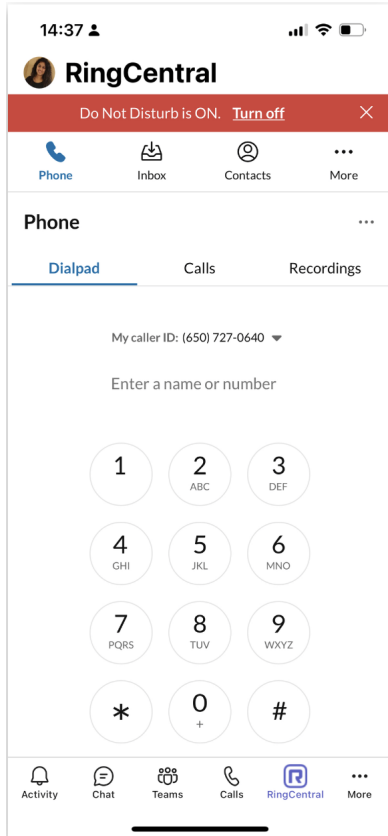 14:37
RingCentral
Do Not Disturb is ON. Turn off
Phone Inbox Contacts More
Phone
Dialpad Calls Recordings
My caller ID: (650) 727-0640
Enter a name or number
1 2 3
ABC DEF
4 5 6
GHI JKL MNO
7 8 9
PQRS TUV WXYZ
* 0 #
+
Activity Chat Teams Calls RingCentral More